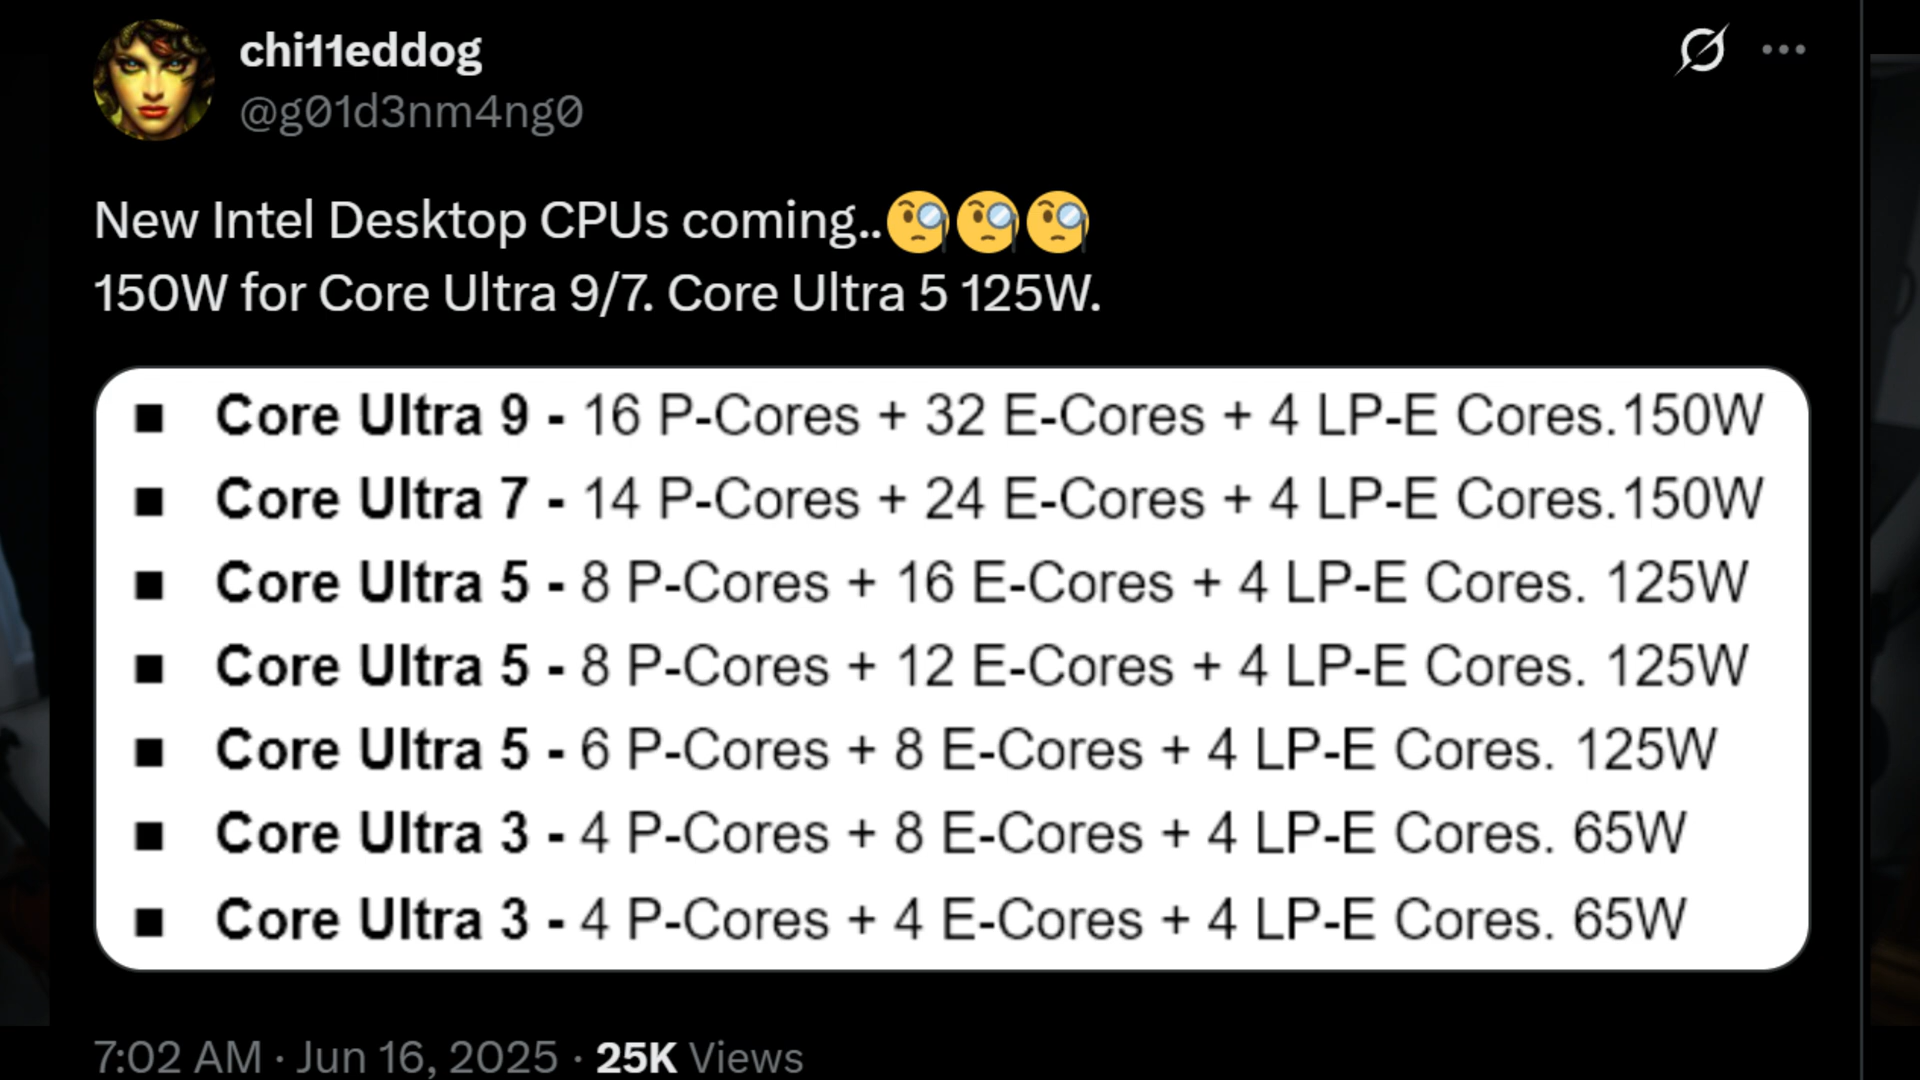 chi11eddog
@g01d3nm4ng0
New Intel Desktop CPUs coming..🧐🧐🧐
150W for Core Ultra 9/7. Core Ultra 5 125W.
■ Core Ultra 9 - 16 P-Cores + 32 E-Cores + 4 LP-E Cores.150W
■ Core Ultra 7 - 14 P-Cores + 24 E-Cores + 4 LP-E Cores.150W
■ Core Ultra 5 - 8 P-Cores + 16 E-Cores + 4 LP-E Cores. 125W
■ Core Ultra 5 - 8 P-Cores + 12 E-Cores + 4 LP-E Cores. 125W
■ Core Ultra 5 - 6 P-Cores + 8 E-Cores + 4 LP-E Cores. 125W
■ Core Ultra 3 - 4 P-Cores + 8 E-Cores + 4 LP-E Cores. 65W
■ Core Ultra 3 - 4 P-Cores + 4 E-Cores + 4 LP-E Cores. 65W
7:02 AM · Jun 16, 2025 · 25K Views